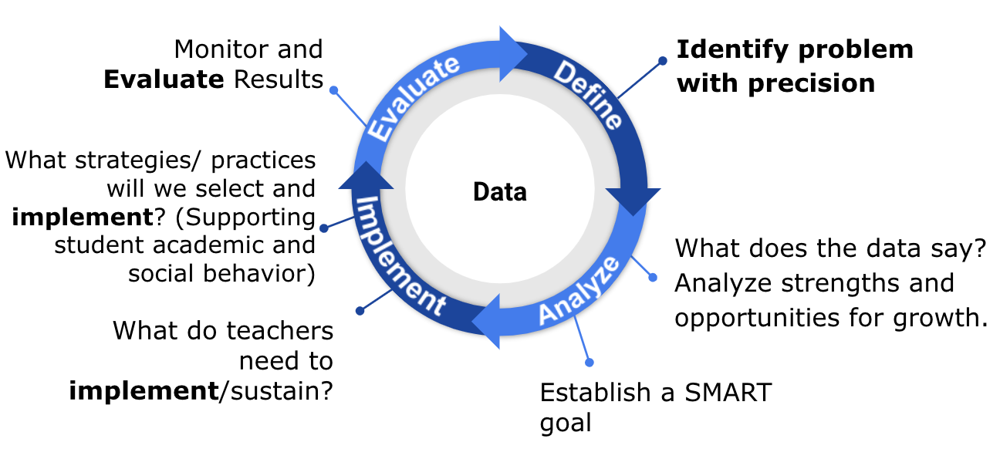 Monitor and
Evaluate Results
What strategies/ practices
will we select and
implement? (Supporting
student academic and
social behavior)
What do teachers
need to
implement/sustain?
Evaluate
Define
Data
Implement
Analyze
Identify problem
with precision
What does the data say?
Analyze strengths and
opportunities for growth.
Establish a SMART
goal